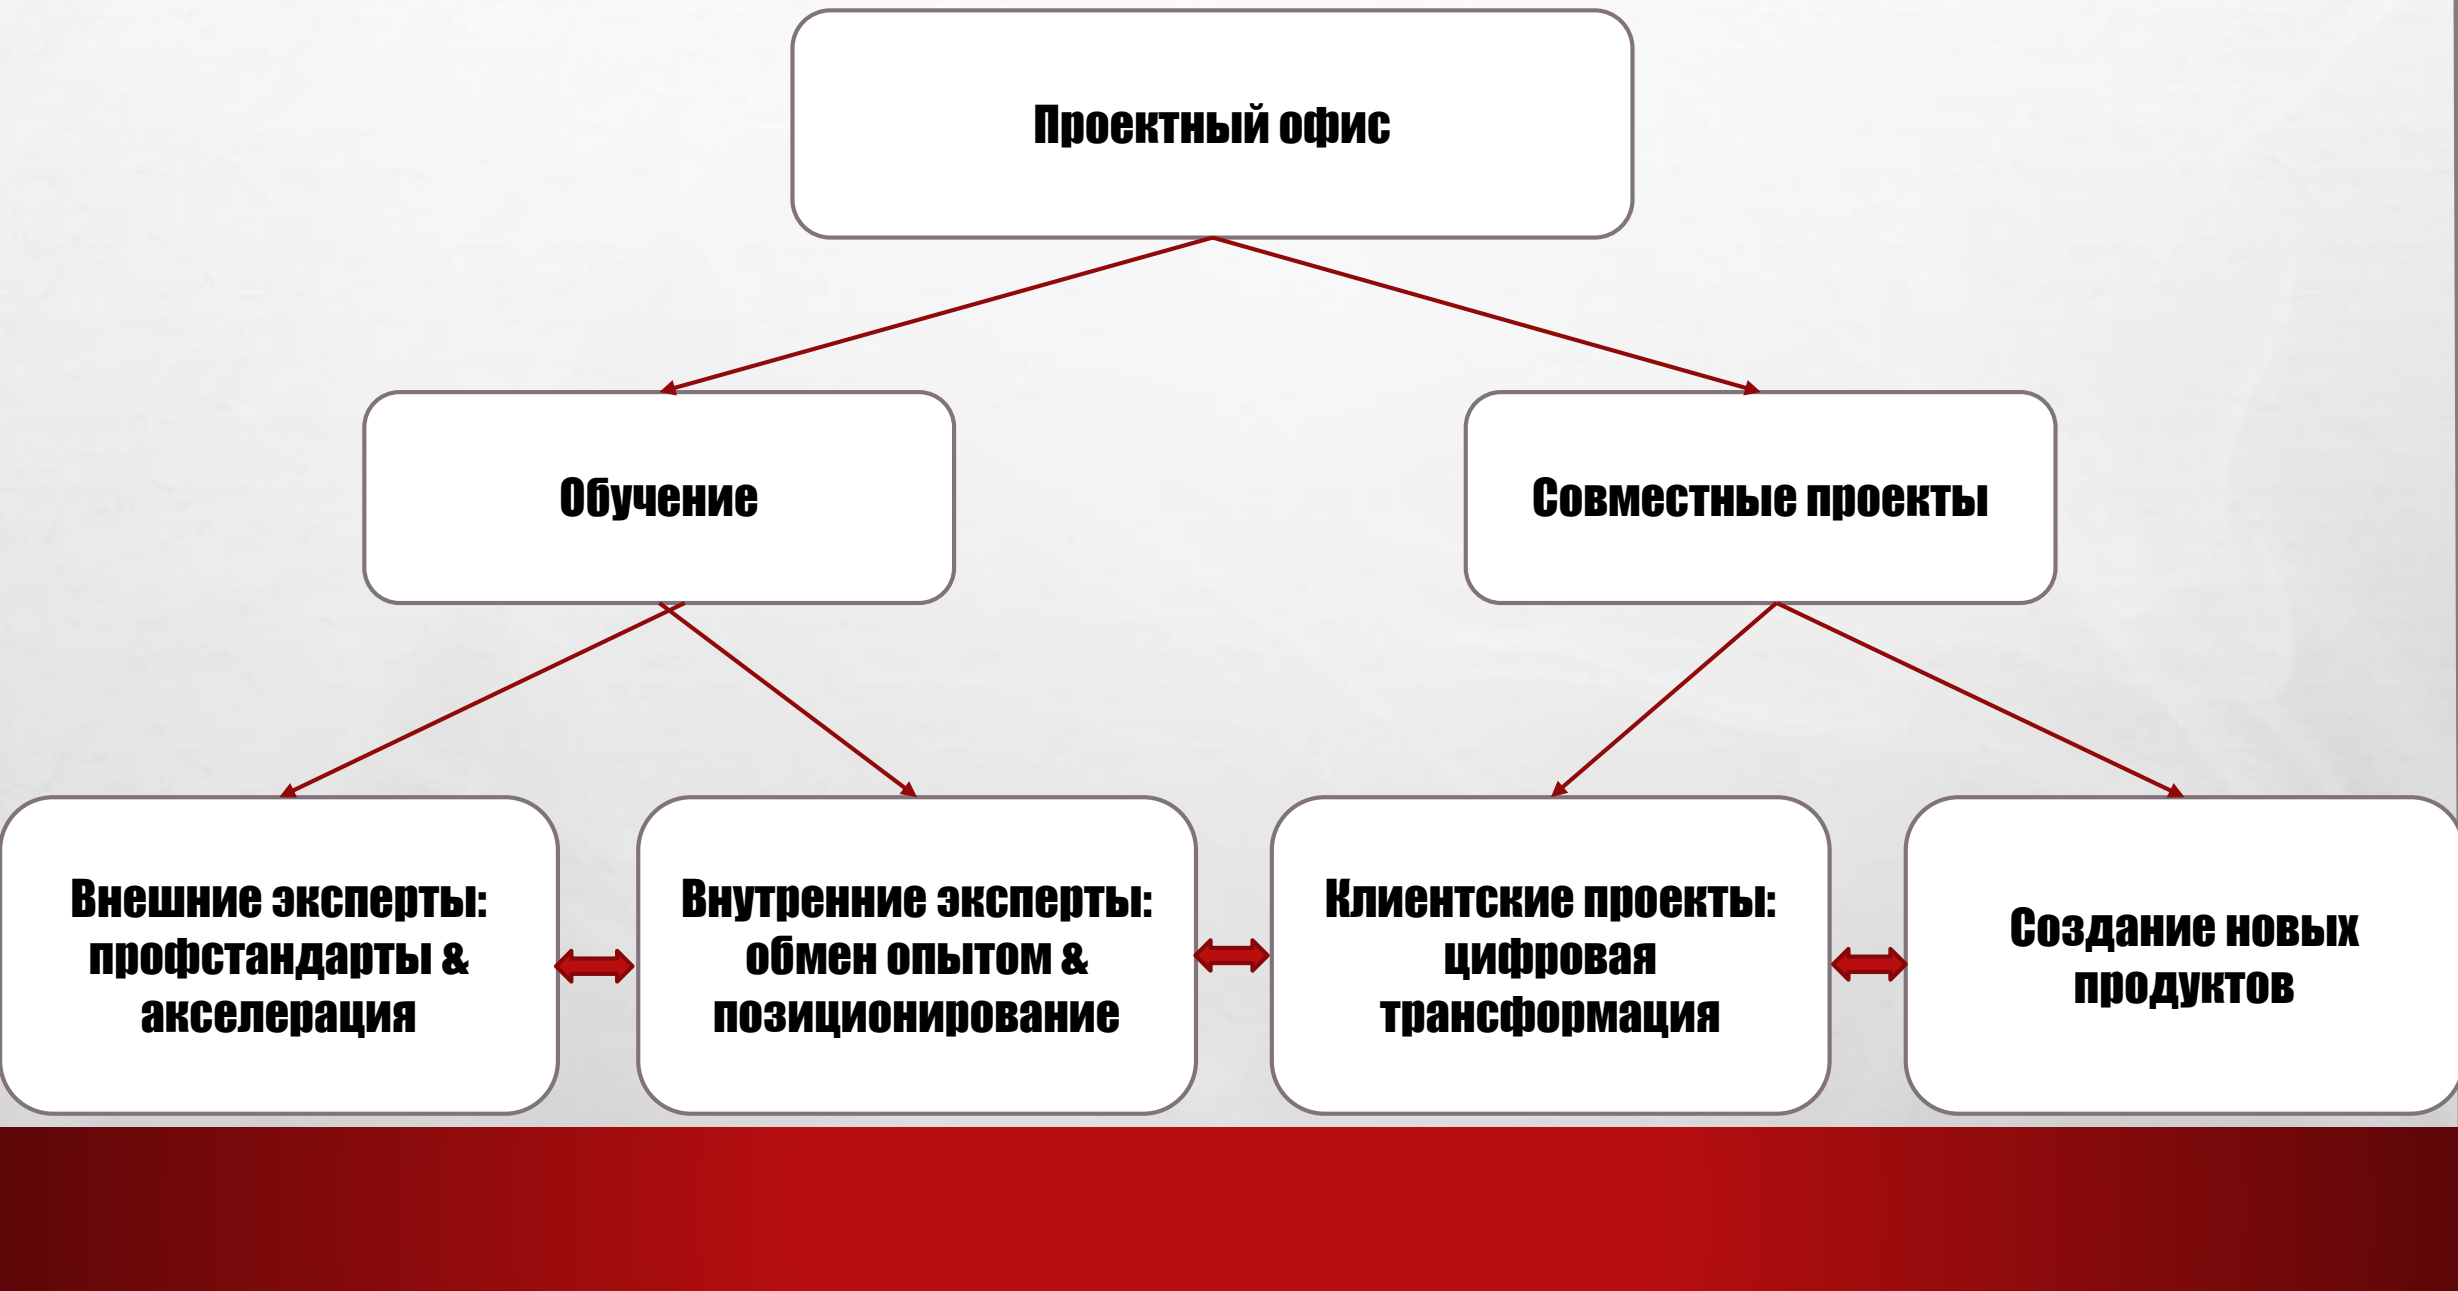 Проектный офис
Обучение
Совместные проекты
Внешние эксперты:
профстандарты &
акселерация
Внутренние эксперты:
обмен опытом &
позиционирование
Клиентские проекты:
цифровая
трансформация
Создание новых
продуктов